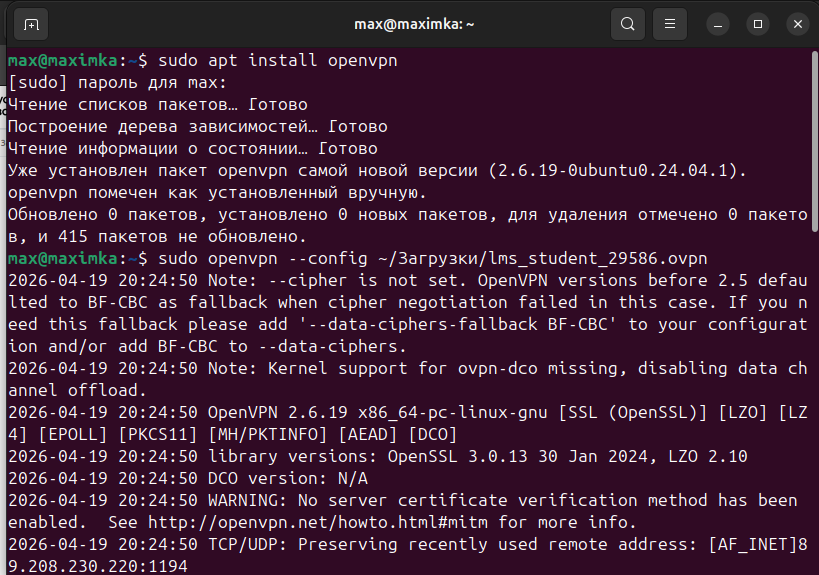 max@maximka: ~
max@maximka:~$ sudo apt install openvpn
[sudo] пароль для max:
Чтение списков пакетов… Готово
Построение дерева зависимостей… Готово
Чтение информации о состоянии… Готово
Уже установлен пакет openvpn самой новой версии (2.6.19-0ubuntu0.24.04.1).
openvpn помечен как установленный вручную.
Обновлено 0 пакетов, установлено 0 новых пакетов, для удаления отмечено 0 пакето
в, и 415 пакетов не обновлено.
max@maximka:~$ sudo openvpn --config ~/Загрузки/lms_student_29586.ovpn
2026-04-19 20:24:50 Note: --cipher is not set. OpenVPN versions before 2.5 defau
lted to BF-CBC as fallback when cipher negotiation failed in this case. If you n
eed this fallback please add '--data-ciphers-fallback BF-CBC' to your configurat
ion and/or add BF-CBC to --data-ciphers.
2026-04-19 20:24:50 Note: Kernel support for ovpn-dco missing, disabling data ch
annel offload.
2026-04-19 20:24:50 OpenVPN 2.6.19 x86_64-pc-linux-gnu [SSL (OpenSSL)] [LZO] [LZ
4] [EPOLL] [PKCS11] [MH/PKTINFO] [AEAD] [DCO]
2026-04-19 20:24:50 library versions: OpenSSL 3.0.13 30 Jan 2024, LZO 2.10
2026-04-19 20:24:50 DCO version: N/A
2026-04-19 20:24:50 WARNING: No server certificate verification method has been
enabled.  See http://openvpn.net/howto.html#mitm for more info.
2026-04-19 20:24:50 TCP/UDP: Preserving recently used remote address: [AF_INET]8
9.208.230.220:1194